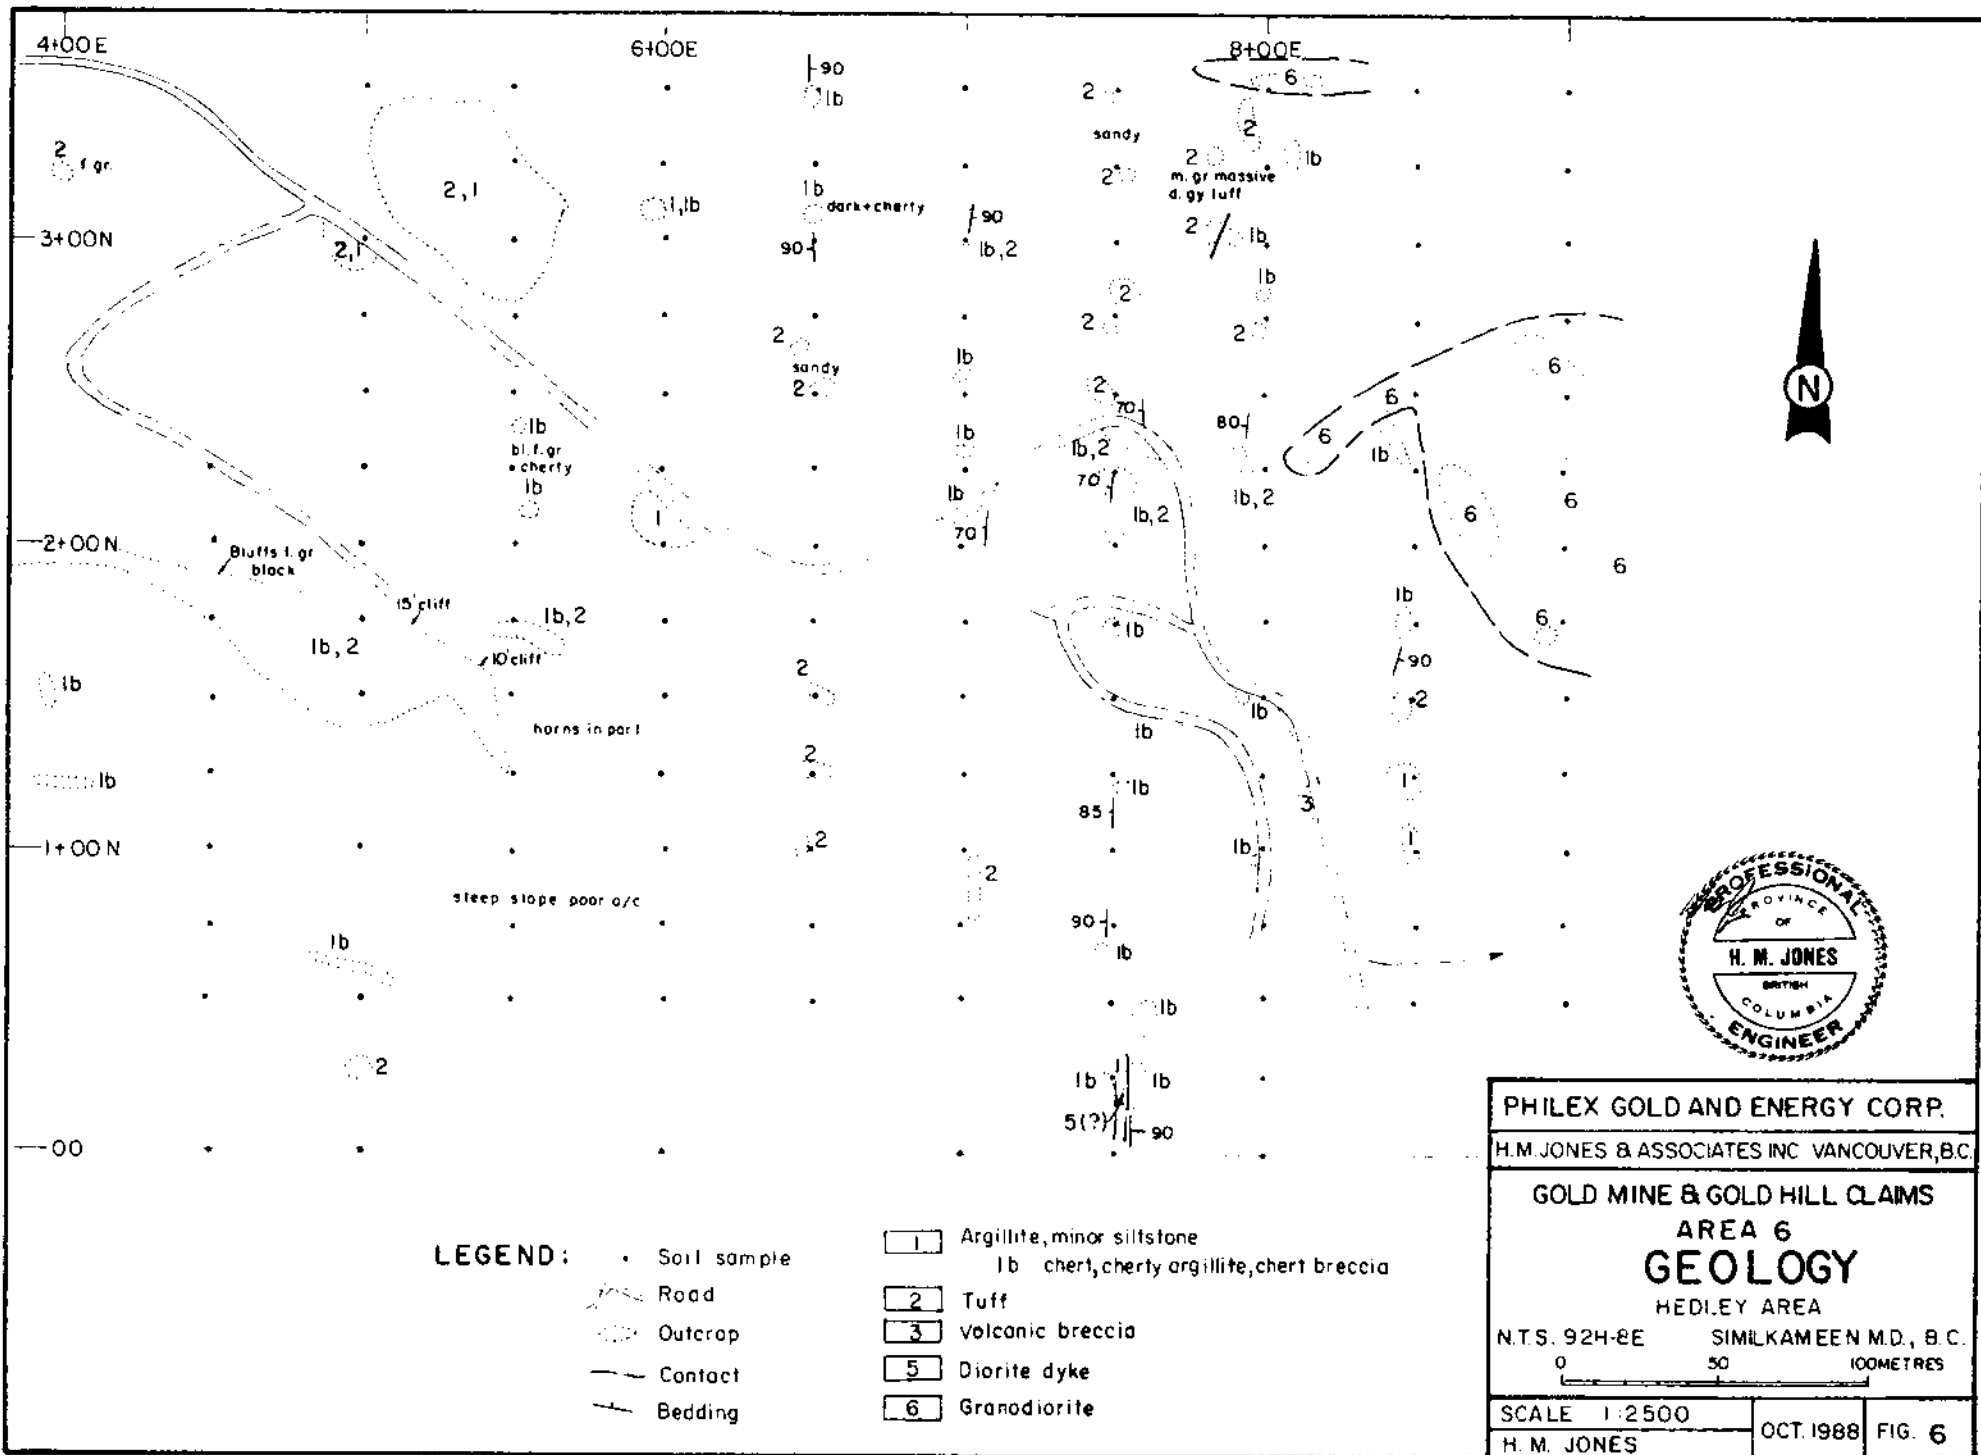 4+00E
6+00E
8+00E
90
1b
2
6
sandy
2
2
f gr.
2,1
2
1b
2
m. gr massive
d. gy tuff
1,1b
1b
dark+cherty
2
1b
3+00N
2,1
90
90
1b,2
2
1b
2
2
2
1b
2
sandy
2
1b
6
6
2
70
80
6
1b
bl. f. gr
cherty
1b
1b
1b,2
1b
70
1b,2
1b
1b,2
6
6
1
70
6
2+00N
Bluffs f. gr
black
15' cliff
1b,2
10' cliff
1b,2
1b
1b
6
90
1b
2
2
1b
1b
horns in part
2
1b
1b
85
3
1
1+00N
2
1b
1
2
steep slope poor o/c
90
1b
1b
1b
2
1b
1b
5(?)
90
00
N
PROFESSIONAL
PROVINCE
OF
H. M. JONES
BRITISH
COLUMBIA
ENGINEER
LEGEND:
Soil sample
Road
Outcrop
Contact
Bedding
1 Argillite, minor siltstone
1b chert, cherty argillite, chert breccia
2 Tuff
3 Volcanic breccia
5 Diorite dyke
6 Granodiorite
PHILEX GOLD AND ENERGY CORP.
H.M. JONES & ASSOCIATES INC VANCOUVER, B.C.
GOLD MINE & GOLD HILL CLAIMS
AREA 6
GEOLOGY
HEDLEY AREA
N.T.S. 92H-8E SIMILKAMEEN M.D., B.C.
0 50 100METRES
SCALE 1:2500
H. M. JONES
OCT. 1988
FIG. 6